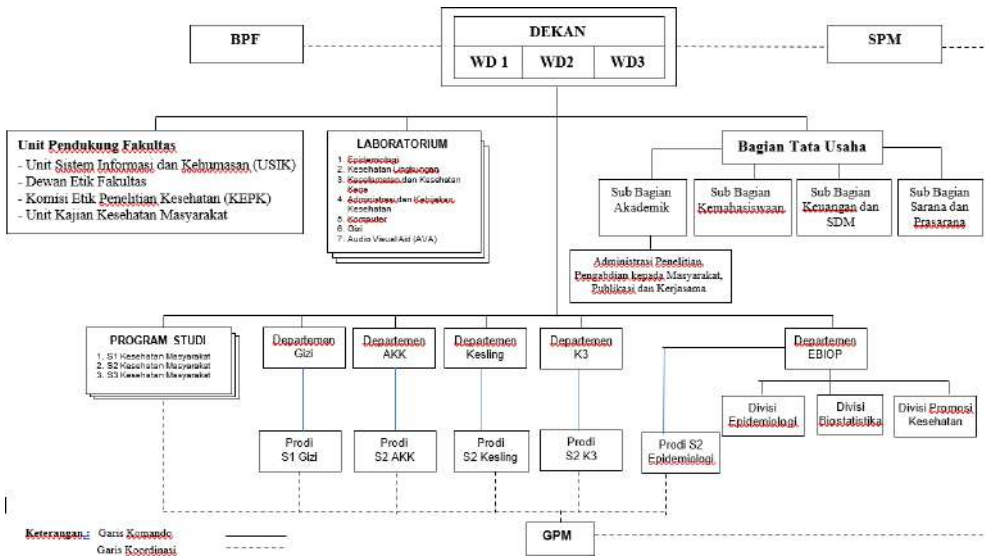 BPF
DEKAN
WD 1 WD2 WD3
SPM
Unit Pendukung Fakultas
- Unit Sistem Informasi dan Kehumasan (USIK)
- Dewan Etik Fakultas
- Komisi Etik Penelitian Kesehatan (KEPK)
- Unit Kajian Kesehatan Masyarakat
LABORATORIUM
1. Epidemiologi
2. Kesehatan Lingkungan
3. Keselamatan dan Kesehatan
Kerja
4. Administrasi dan Kebijakan
Kesehatan
5. Komputer
6. Gizi
7. Audio Visual Aid (AVA)
Bagian Tata Usaha
Sub Bagian
Akademik
Sub Bagian
Kemahasiswaan
Sub Bagian
Keuangan dan
SDM
Sub Bagian
Sarana dan
Prasarana
Administrasi Penelitian,
Pengabdian kepada Masyarakat,
Publikasi dan Kerjasama
PROGRAM STUDI
1. S1 Kesehatan Masyarakat
2. S2 Kesehatan Masyarakat
3. S3 Kesehatan Masyarakat
Departemen
Gizi
Departemen
AKK
Departemen
Kesling
Departemen
K3
Departemen
EBIOP
Divisi
Epidemiologi
Divisi
Biostatistika
Divisi Promosi
Kesehatan
Prodi
S1 Gizi
Prodi
S2 AKK
Prodi
S2 Kesling
Prodi
S2 K3
Prodi S2
Epidemiologi
Keterangan : Garis Komando
Garis Koordinasi
GPM